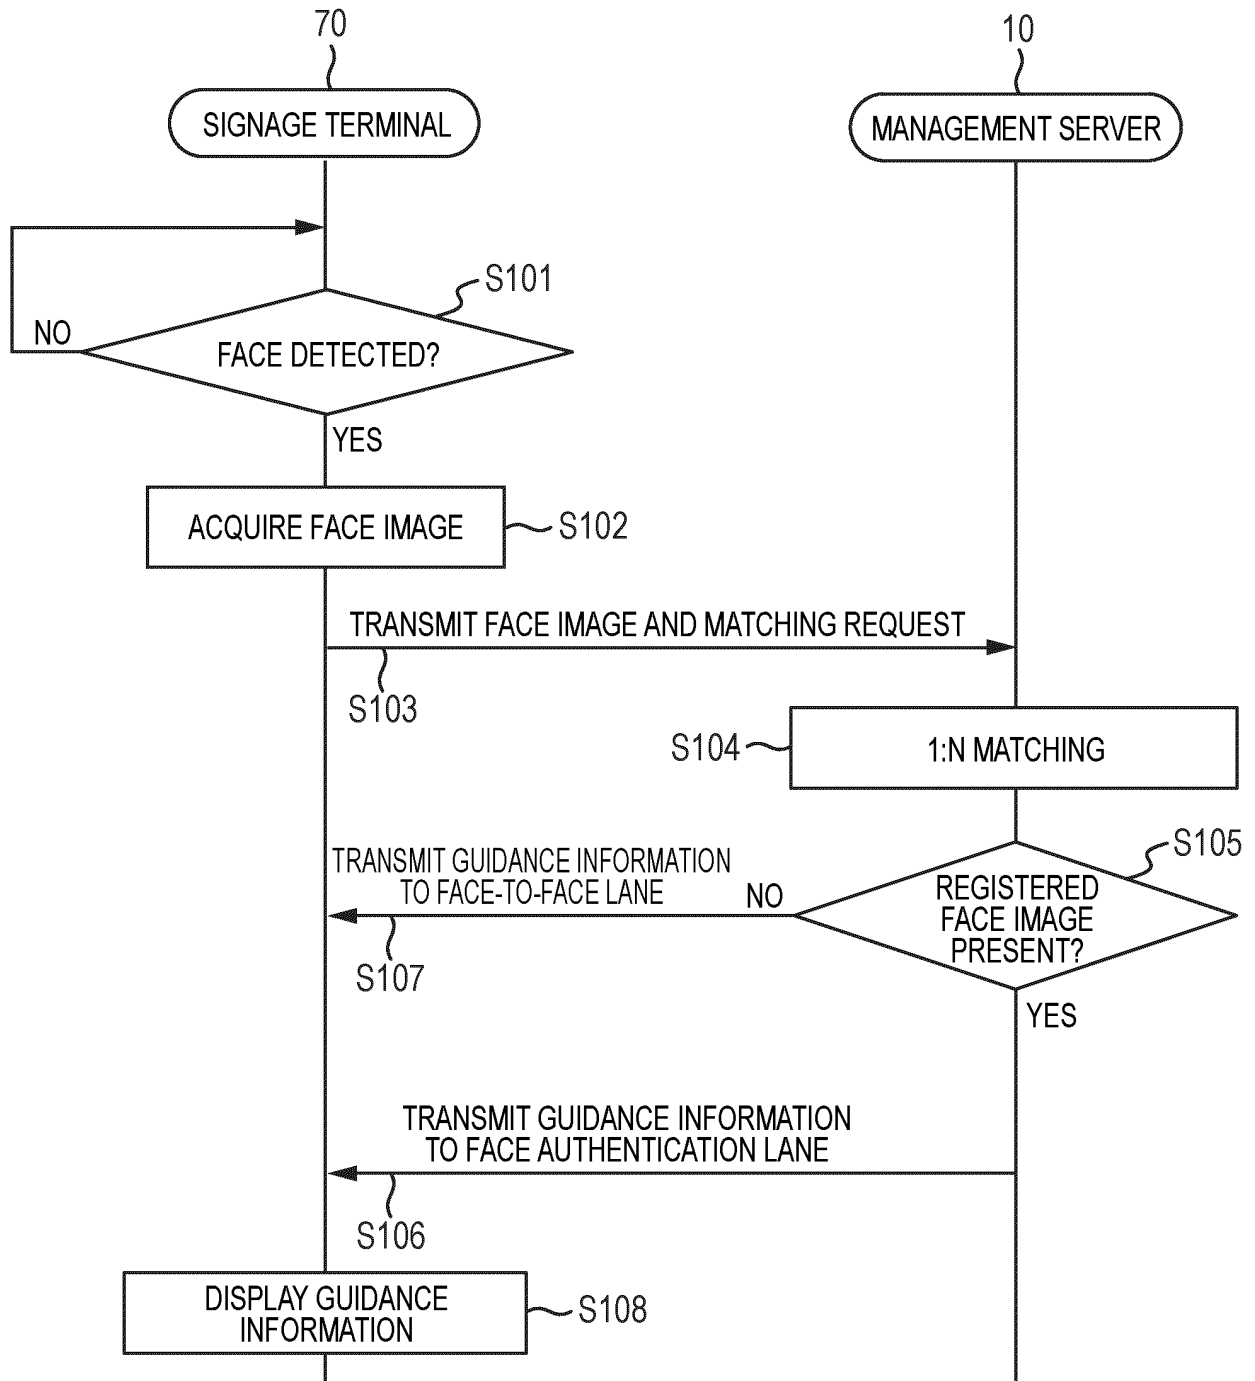 70
10
SIGNAGE TERMINAL
MANAGEMENT SERVER
S101
NO
FACE DETECTED?
YES
ACQUIRE FACE IMAGE
S102
TRANSMIT FACE IMAGE AND MATCHING REQUEST
S103
S104
1:N MATCHING
S105
TRANSMIT GUIDANCE INFORMATION
TO FACE-TO-FACE LANE
NO
REGISTERED
FACE IMAGE
PRESENT?
S107
YES
TRANSMIT GUIDANCE INFORMATION
TO FACE AUTHENTICATION LANE
S106
DISPLAY GUIDANCE
INFORMATION
S108